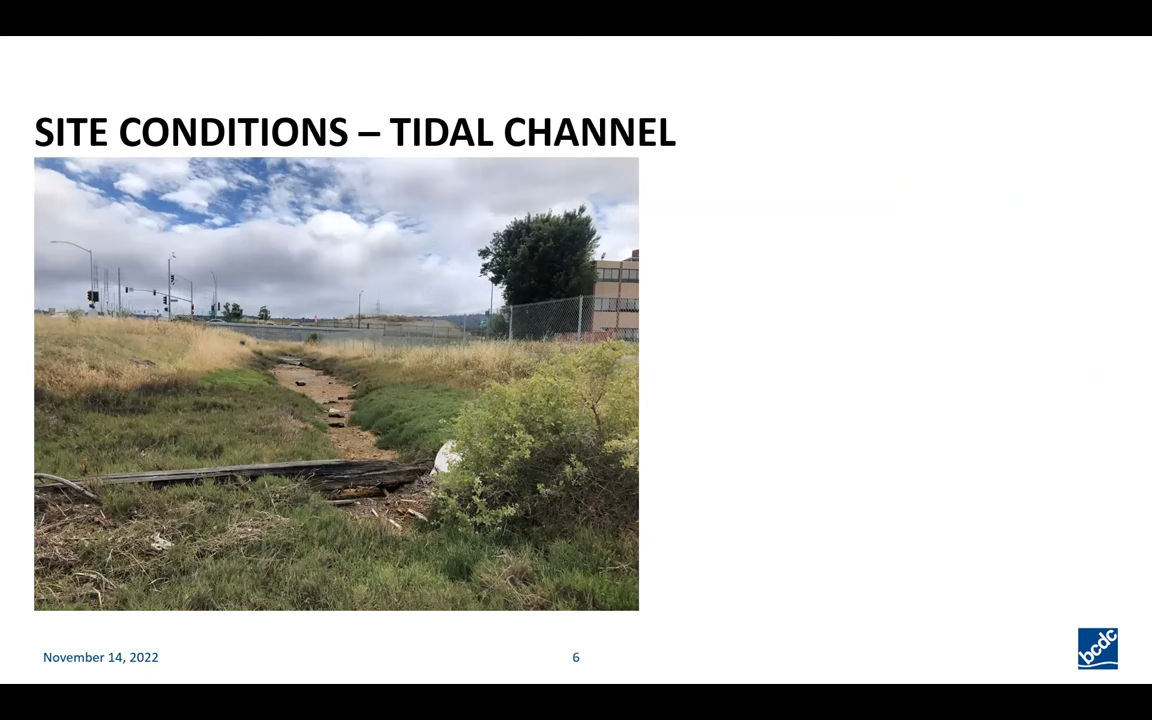 SITE CONDITIONS – TIDAL CHANNEL
November 14, 2022
6
bcdc